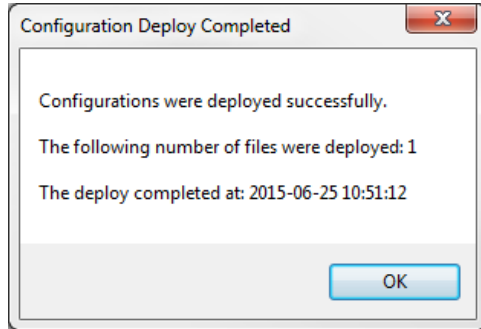 Configuration Deploy Completed
Configurations were deployed successfully.
The following number of files were deployed: 1
The deploy completed at: 2015-06-25 10:51:12
OK